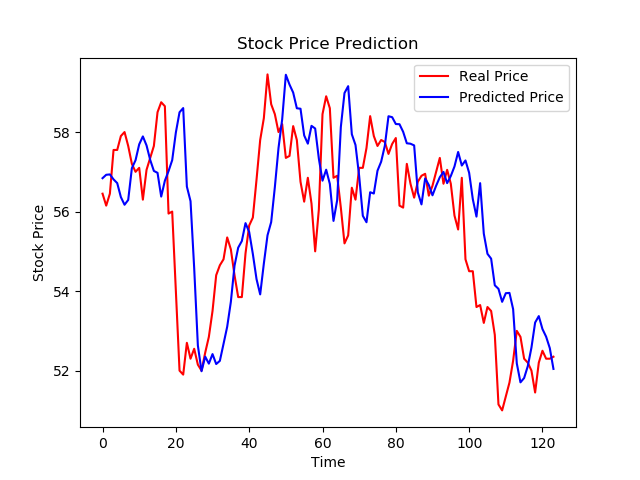 Stock Price Prediction
Real Price
Predicted Price
Stock Price
58
56
54
52
0 20 40 60 80 100 120
Time